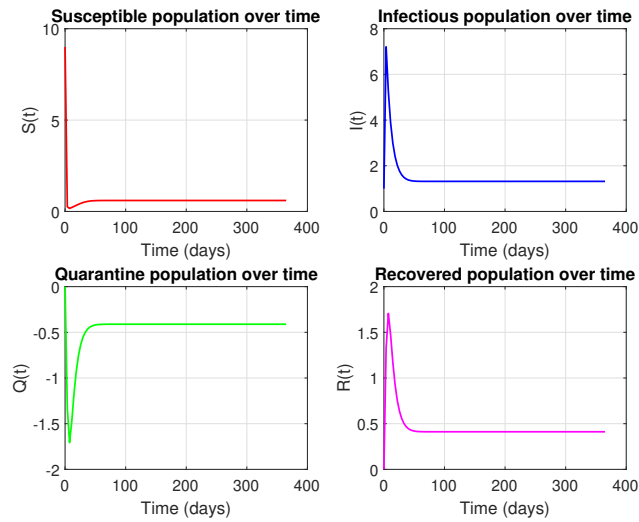 Susceptible population over time
10
5
0
S(t)
0 100 200 300 400
Time (days)
Infectious population over time
8
6
4
2
0
I(t)
0 100 200 300 400
Time (days)
Quarantine population over time
0
-0.5
-1
-1.5
-2
Q(t)
0 100 200 300 400
Time (days)
Recovered population over time
2
1.5
1
0.5
0
R(t)
0 100 200 300 400
Time (days)